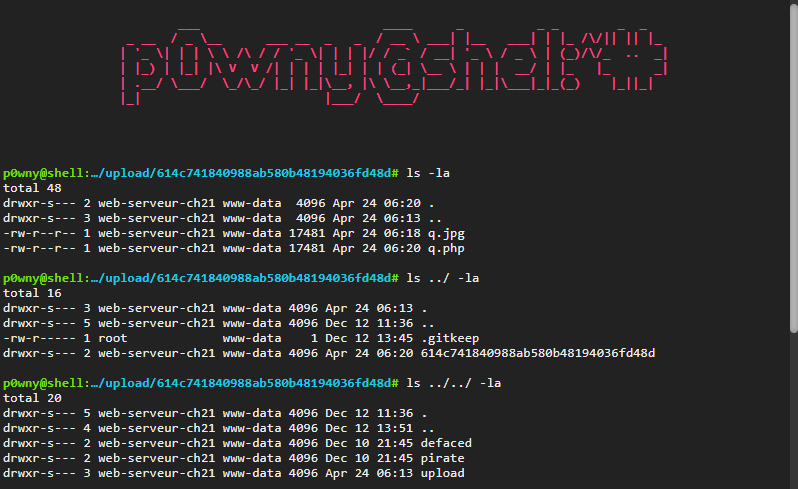 p0wny@shell:~#
p0wny@shell:…/upload/614c741840988ab580b48194036fd48d# ls -la
total 48
drwxr-s--- 2 web-serveur-ch21 www-data  4096 Apr 24 06:20 .
drwxr-s--- 3 web-serveur-ch21 www-data  4096 Apr 24 06:13 ..
-rw-r--r-- 1 web-serveur-ch21 www-data 17481 Apr 24 06:18 q.jpg
-rw-r--r-- 1 web-serveur-ch21 www-data 17481 Apr 24 06:20 q.php
p0wny@shell:…/upload/614c741840988ab580b48194036fd48d# ls ../ -la
total 16
drwxr-s--- 3 web-serveur-ch21 www-data 4096 Apr 24 06:13 .
drwxr-s--- 5 web-serveur-ch21 www-data 4096 Dec 12 11:36 ..
-rw-r----- 1 root             www-data    1 Dec 12 13:45 .gitkeep
drwxr-s--- 2 web-serveur-ch21 www-data 4096 Apr 24 06:20 614c741840988ab580b48194036fd48d
p0wny@shell:…/upload/614c741840988ab580b48194036fd48d# ls ../../ -la
total 20
drwxr-s--- 5 web-serveur-ch21 www-data 4096 Dec 12 11:36 .
drwxr-s--- 4 web-serveur-ch21 www-data 4096 Dec 12 13:51 ..
drwxr-s--- 2 web-serveur-ch21 www-data 4096 Dec 10 21:45 defaced
drwxr-s--- 2 web-serveur-ch21 www-data 4096 Dec 10 21:45 pirate
drwxr-s--- 3 web-serveur-ch21 www-data 4096 Apr 24 06:13 upload